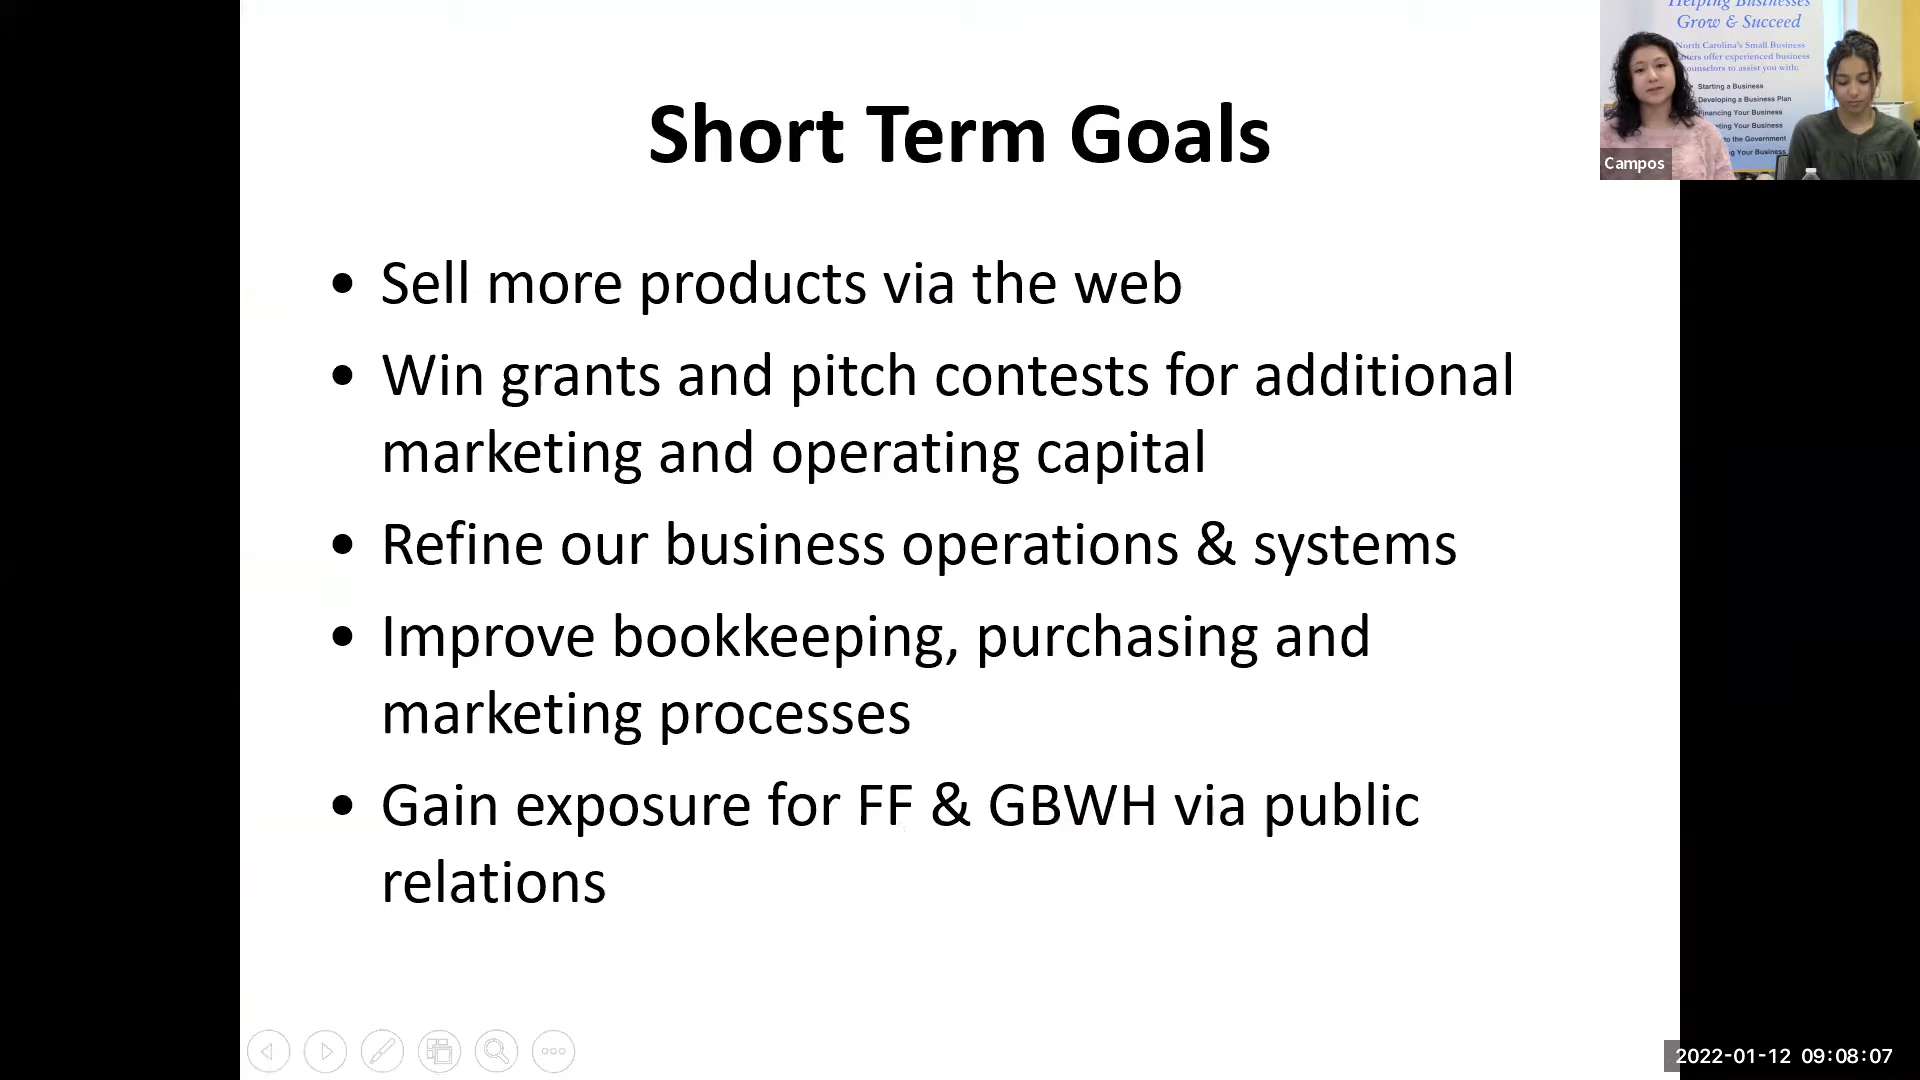 Short Term Goals
• Sell more products via the web
• Win grants and pitch contests for additional
marketing and operating capital
• Refine our business operations & systems
• Improve bookkeeping, purchasing and
marketing processes
• Gain exposure for FF & GBWH via public
relations
Helping Businesses
Grow & Succeed
North Carolina's Small Business
offer experienced business
to assist you with:
Starting a Business
Developing a Business Plan
Financing Your Business
Your Business
to the Government
Your Business
Campos
2022-01-12 09:08:07